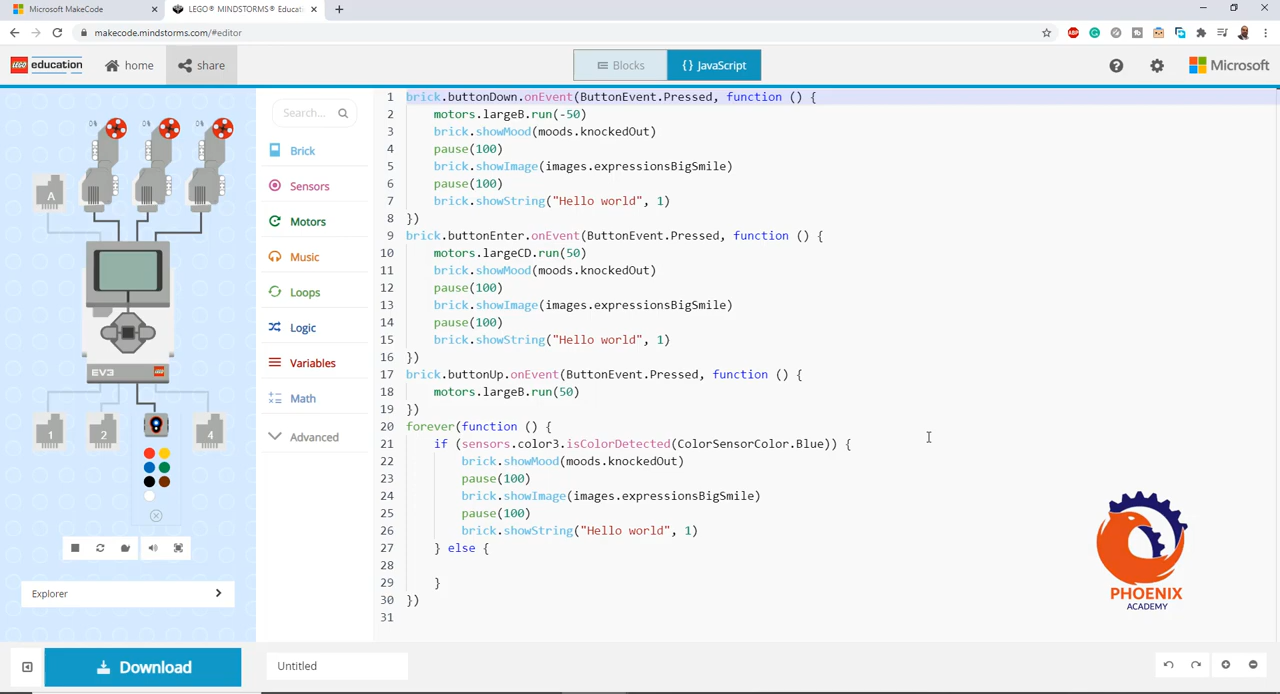 Microsoft MakeCode
LEGO® MINDSTORMS® Educat
makecode.mindstorms.com/#editor
LEGO education
home
share
Blocks
{} JavaScript
Microsoft
Search...
Brick
Sensors
Motors
Music
Loops
Logic
Variables
Math
Advanced
A
EV3
1
2
4
Explorer
Download
Untitled
1 brick.buttonDown.onEvent(ButtonEvent.Pressed, function () {
2 motors.largeB.run(-50)
3 brick.showMood(moods.knockedOut)
4 pause(100)
5 brick.showImage(images.expressionsBigSmile)
6 pause(100)
7 brick.showString("Hello world", 1)
8 })
9 brick.buttonEnter.onEvent(ButtonEvent.Pressed, function () {
10 motors.largeCD.run(50)
11 brick.showMood(moods.knockedOut)
12 pause(100)
13 brick.showImage(images.expressionsBigSmile)
14 pause(100)
15 brick.showString("Hello world", 1)
16 })
17 brick.buttonUp.onEvent(ButtonEvent.Pressed, function () {
18 motors.largeB.run(50)
19 })
20 forever(function () {
21 if (sensors.color3.isColorDetected(ColorSensorColor.Blue)) {
22 brick.showMood(moods.knockedOut)
23 pause(100)
24 brick.showImage(images.expressionsBigSmile)
25 pause(100)
26 brick.showString("Hello world", 1)
27 } else {
28
29 }
30 })
31
PHOENIX
ACADEMY